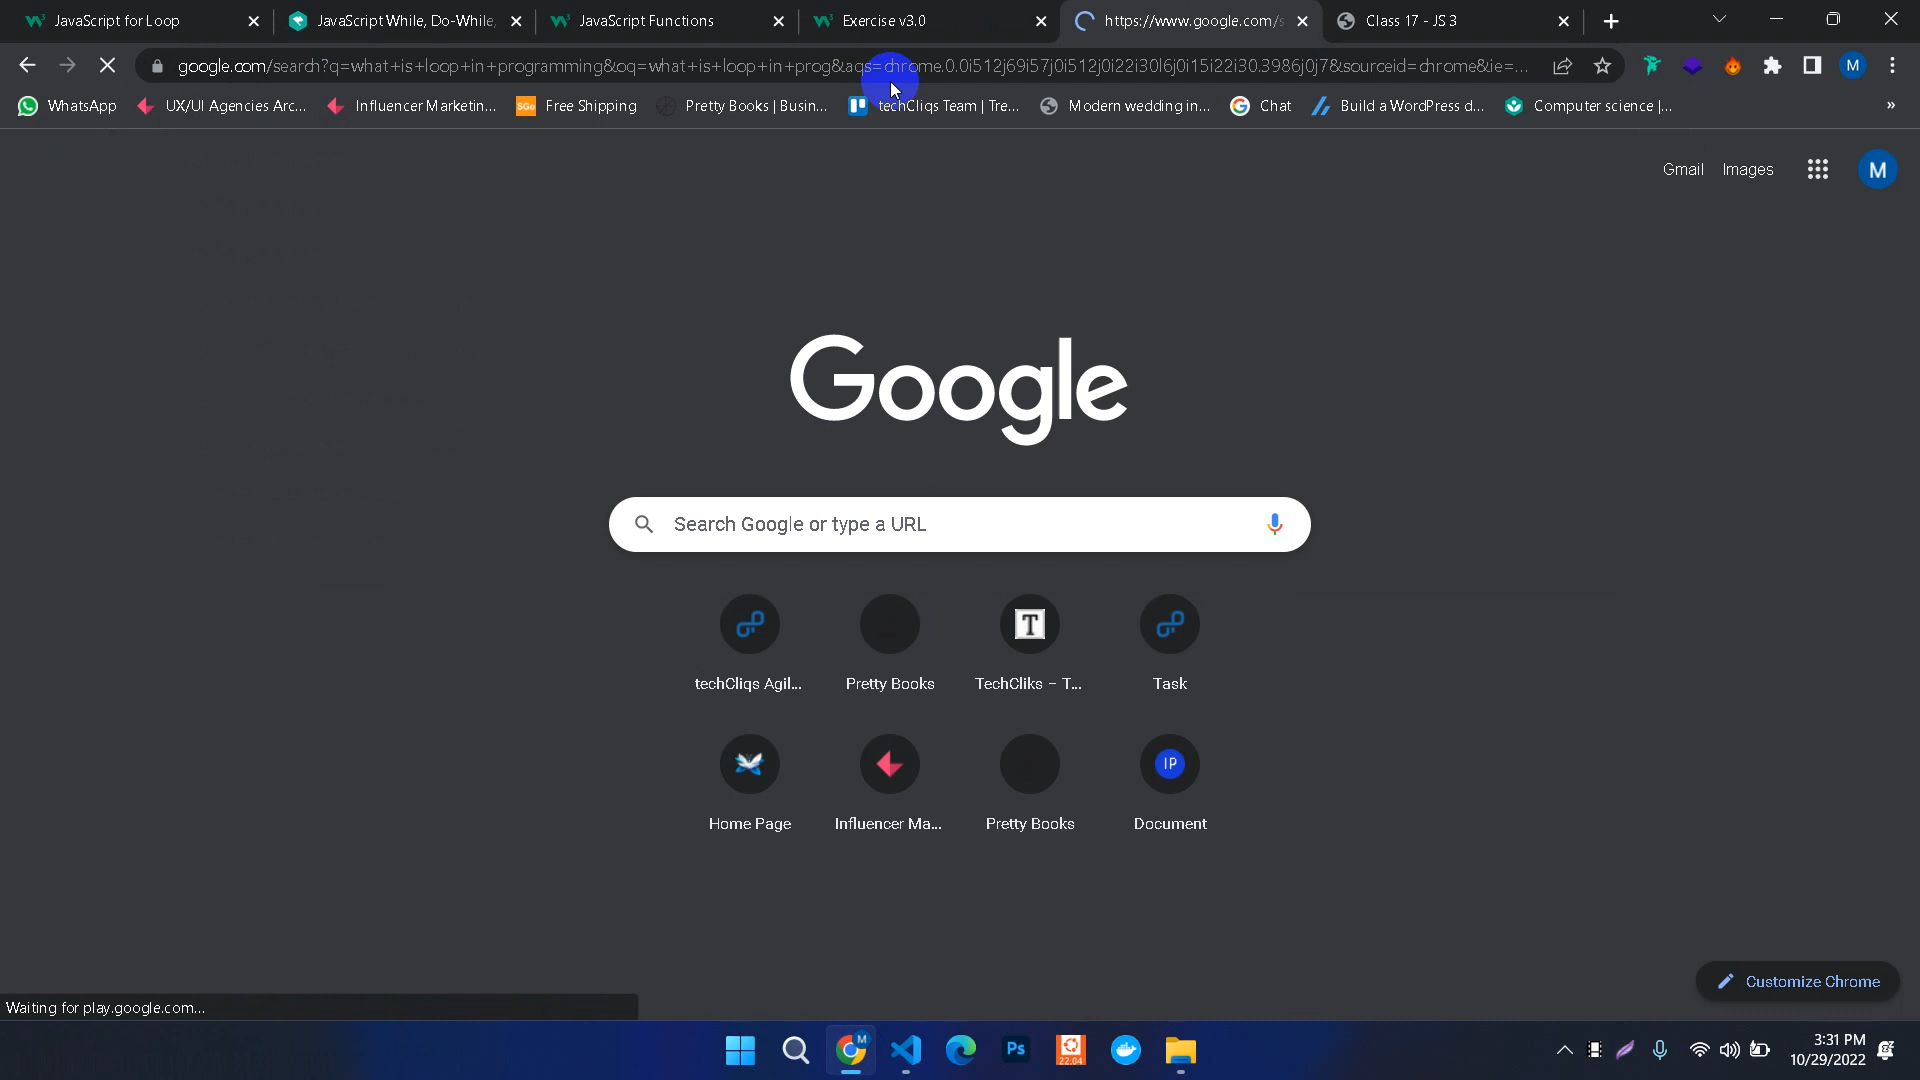 JavaScript for Loop
JavaScript While, Do-While,
JavaScript Functions
Exercise v3.0
https://www.google.com/s
Class 17 - JS 3
google.com/search?q=what+is+loop+in+programming&oq=what+is+loop+in+prog&aqs=chrome.0.0i512j69i57j0i512j0i22i30l6j0i15i22i30.3986j0j7&sourceid=chrome&ie=...
M
WhatsApp
UX/UI Agencies Arc...
Influencer Marketin...
SGo
Free Shipping
Pretty Books | Busin...
techCliqs Team | Tre...
Modern wedding in...
Chat
Build a WordPress d...
Computer science |...
»
Gmail
Images
M
Google
Search Google or type a URL
T
techCliqs Agil...
Pretty Books
TechCliks – T...
Task
IP
Home Page
Influencer Ma...
Pretty Books
Document
Customize Chrome
Waiting for play.google.com...
M
Ps
22.04
3:31 PM
10/29/2022